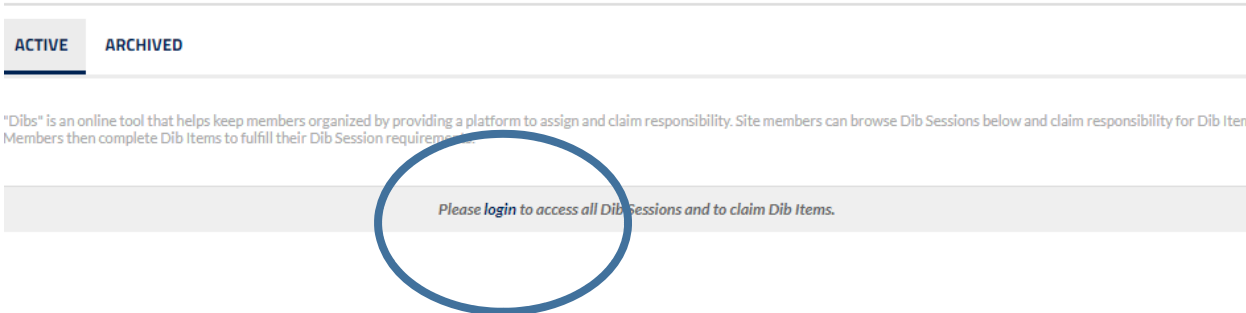 ACTIVE ARCHIVED
"Dibs" is an online tool that helps keep members organized by providing a platform to assign and claim responsibility. Site members can browse Dib Sessions below and claim responsibility for Dib
Members then complete Dib Items to fulfill their Dib Session
Please login to access all Dib Sessions and to claim Dib Items.